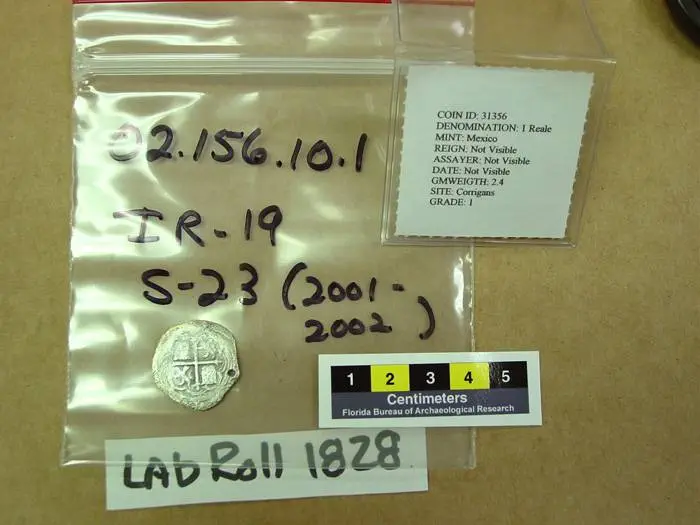 02.156.10.1
IR-19
S-23 (2001-
2002)
COIN ID: 31356
DENOMINATION: 1 Reale
MINT: Mexico
REIGN: Not Visible
ASSAYER: Not Visible
DATE: Not Visible
GMWEIGTH: 2.4
SITE: Corrigans
GRADE: 1
1 2 3 4 5
Centimeters
Florida Bureau of Archaeological Research
LAb Roll 1828